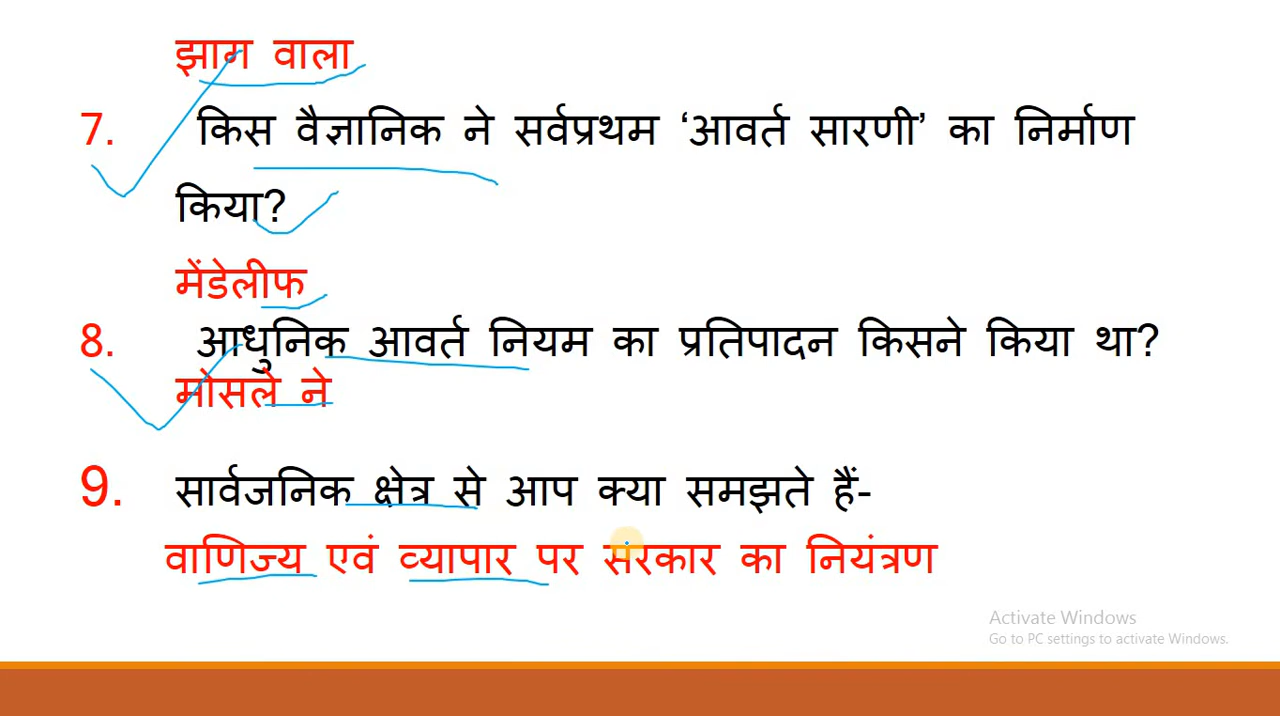 झाग वाला
7. किस वैज्ञानिक ने सर्वप्रथम ‘आवर्त सारणी’ का निर्माण
किया?
मेंडेलीफ
8. आधुनिक आवर्त नियम का प्रतिपादन किसने किया था?
मोसले ने
9. सार्वजनिक क्षेत्र से आप क्या समझते हैं-
वाणिज्य एवं व्यापार पर सरकार का नियंत्रण
Activate Windows
Go to PC settings to activate Windows.